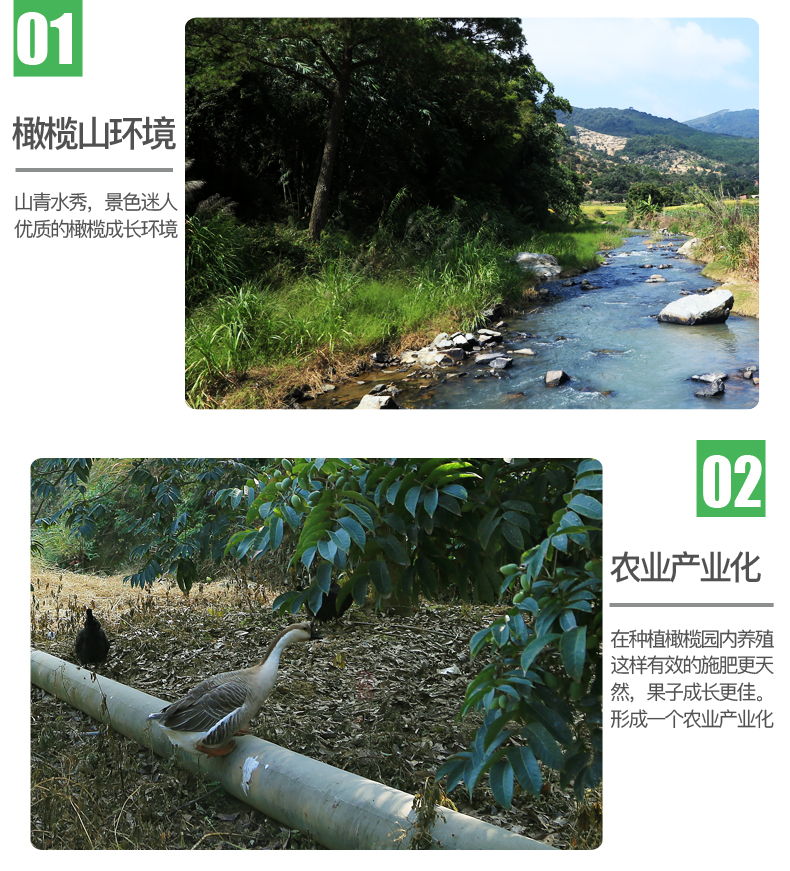 01
橄榄山环境
山青水秀，景色迷人
优质的橄榄成长环境
02
农业产业化
在种植橄榄园内养殖
这样有效的施肥更天
然，果子成长更佳。
形成一个农业产业化